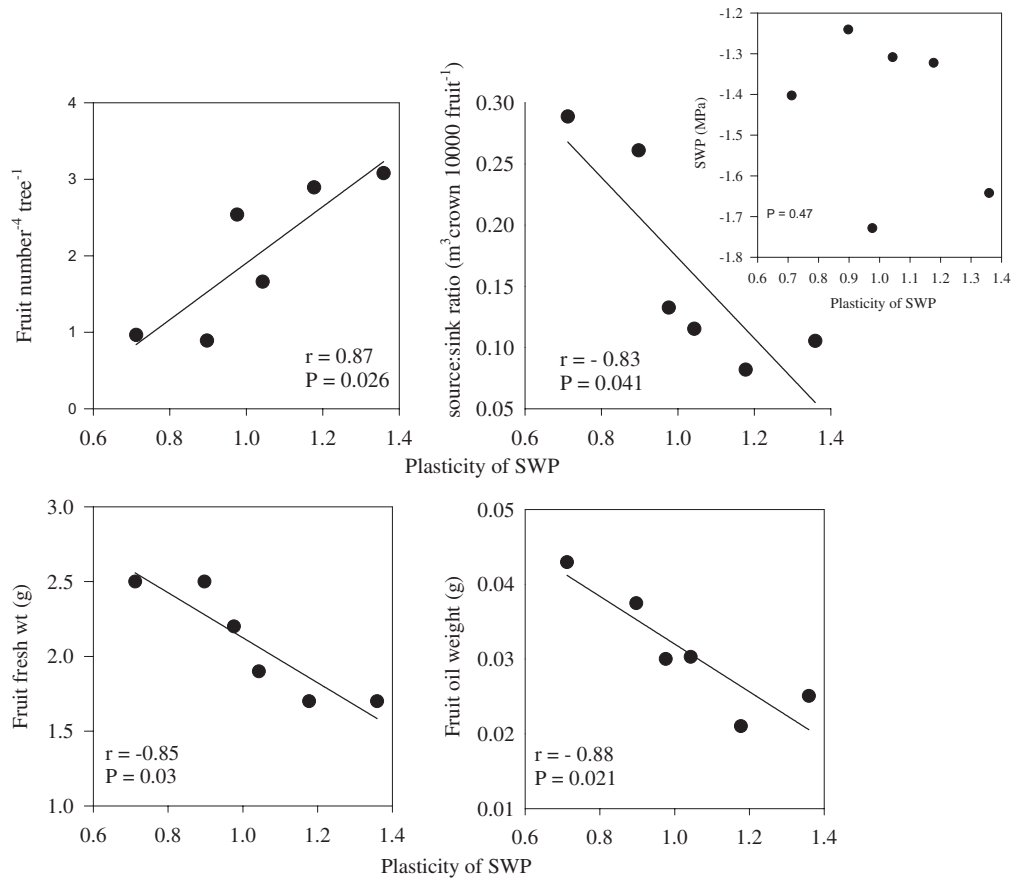 4
3
2
1
0
Fruit number⁻⁴ tree⁻¹
r = 0.87
P = 0.026
0.6 0.8 1.0 1.2 1.4
0.30
0.25
0.20
0.15
0.10
0.05
source:sink ratio (m³crown 10000 fruit⁻¹)
r = - 0.83
P = 0.041
0.6 0.8 1.0 1.2 1.4
Plasticity of SWP
-1.2
-1.3
-1.4
-1.5
-1.6
-1.7
-1.8
SWP (MPa)
P = 0.47
0.6 0.7 0.8 0.9 1.0 1.1 1.2 1.3 1.4
Plasticity of SWP
3.0
2.5
2.0
1.5
1.0
Fruit fresh wt (g)
r = -0.85
P = 0.03
0.6 0.8 1.0 1.2 1.4
0.05
0.04
0.03
0.02
0.01
Fruit oil weight (g)
r = - 0.88
P = 0.021
0.6 0.8 1.0 1.2 1.4
Plasticity of SWP